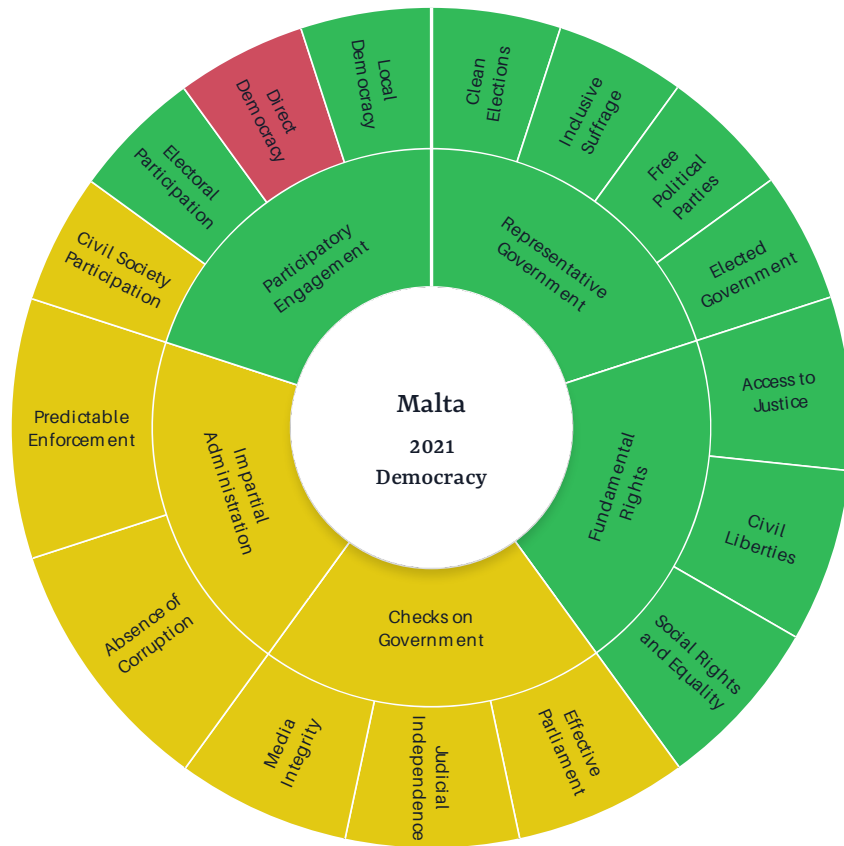 Malta
2021
Democracy
Representative
Government
Fundamental
Rights
Checks on
Government
Impartial
Administration
Participatory
Engagement
Clean
Elections
Inclusive
Suffrage
Free
Political
Parties
Elected
Government
Access to
Justice
Civil
Liberties
Social Rights
and Equality
Effective
Parliament
Judicial
Independence
Media
Integrity
Absence of
Corruption
Predictable
Enforcement
Civil Society
Participation
Electoral
Participation
Direct
Democracy
Local
Democracy